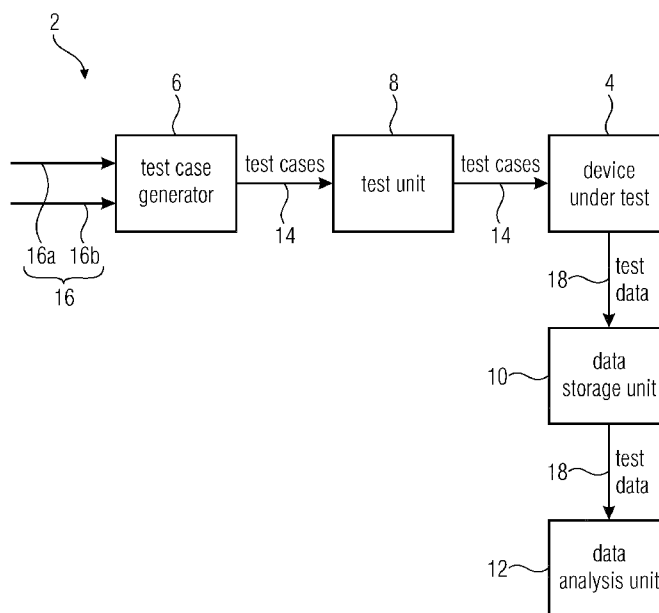 2
6
8
4
test case
generator
test cases
14
test unit
test cases
14
device
under test
16a
16b
16
18
test
data
10
data
storage unit
18
test
data
12
data
analysis unit